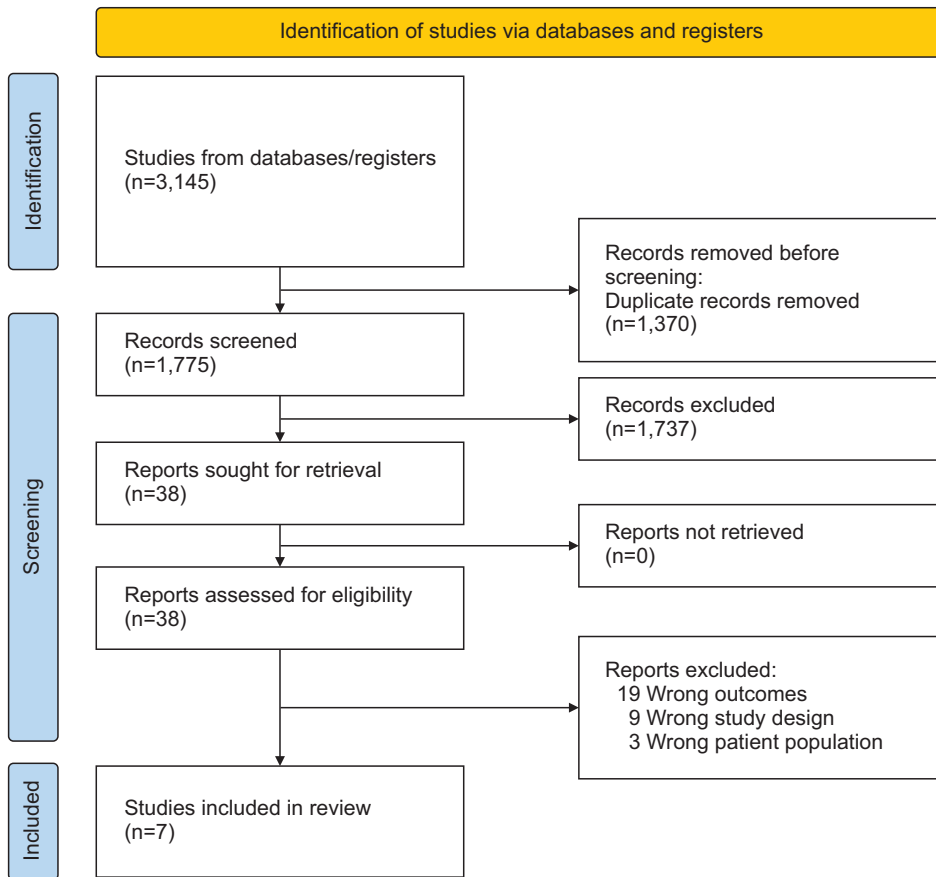 Identification of studies via databases and registers
Identification
Studies from databases/registers
(n=3,145)
Records removed before
screening:
Duplicate records removed
(n=1,370)
Screening
Records screened
(n=1,775)
Records excluded
(n=1,737)
Reports sought for retrieval
(n=38)
Reports not retrieved
(n=0)
Reports assessed for eligibility
(n=38)
Reports excluded:
19 Wrong outcomes
9 Wrong study design
3 Wrong patient population
Included
Studies included in review
(n=7)